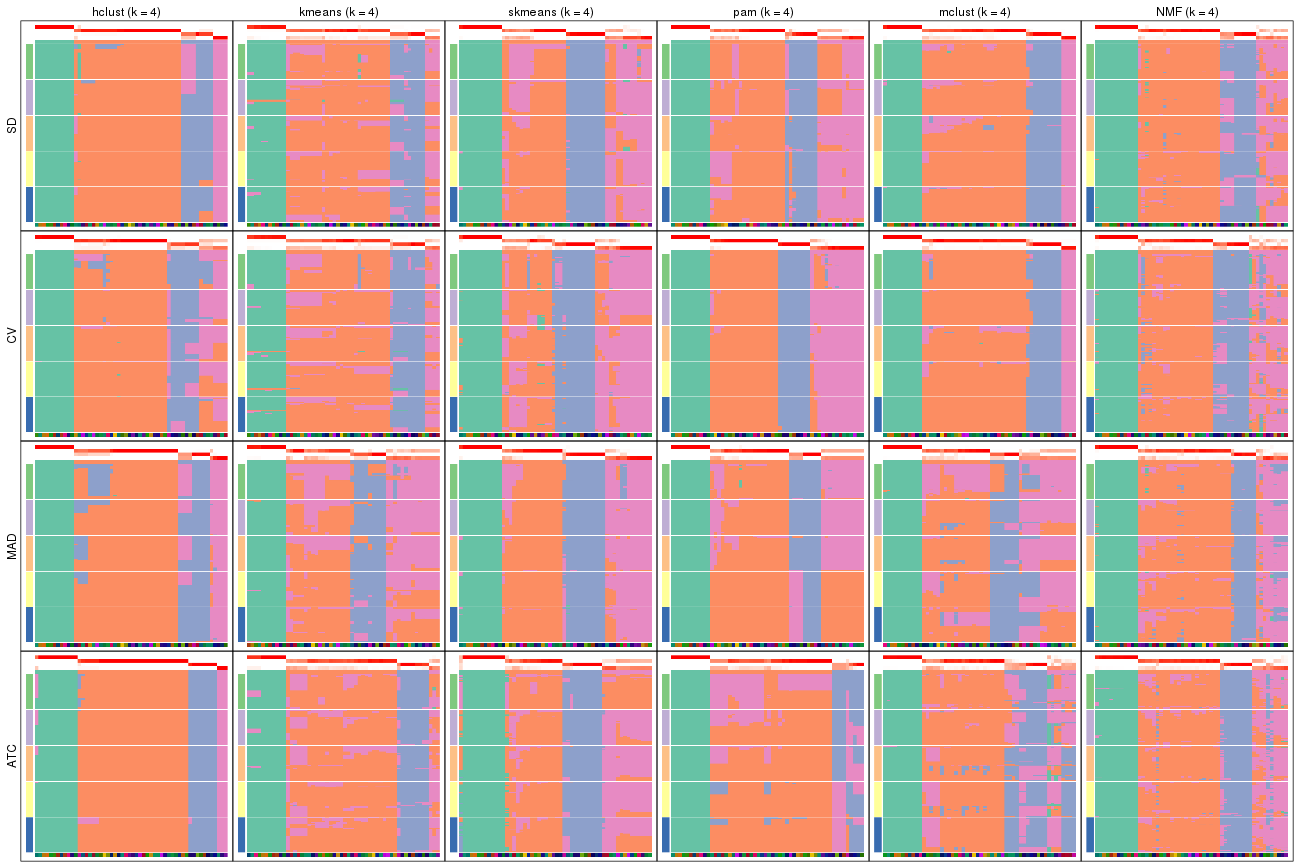 hclust (k = 4) kmeans (k = 4) skmeans (k = 4) pam (k = 4) mclust (k = 4) NMF (k = 4)
SD
CV
MAD
ATC